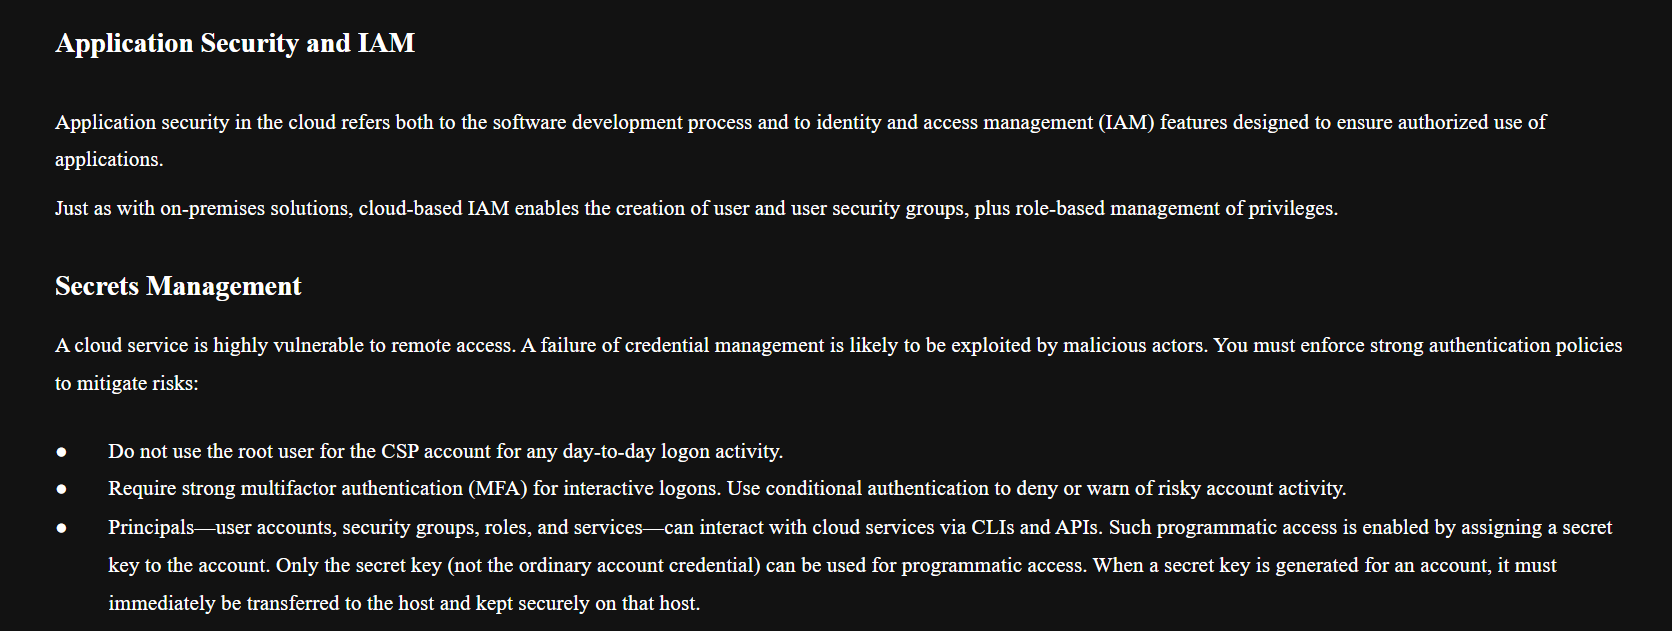 Application Security and IAM
Application security in the cloud refers both to the software development process and to identity and access management (IAM) features designed to ensure authorized use of
applications.
Just as with on-premises solutions, cloud-based IAM enables the creation of user and user security groups, plus role-based management of privileges.
Secrets Management
A cloud service is highly vulnerable to remote access. A failure of credential management is likely to be exploited by malicious actors. You must enforce strong authentication policies
to mitigate risks:
● Do not use the root user for the CSP account for any day-to-day logon activity.
● Require strong multifactor authentication (MFA) for interactive logons. Use conditional authentication to deny or warn of risky account activity.
● Principals—user accounts, security groups, roles, and services—can interact with cloud services via CLIs and APIs. Such programmatic access is enabled by assigning a secret
key to the account. Only the secret key (not the ordinary account credential) can be used for programmatic access. When a secret key is generated for an account, it must
immediately be transferred to the host and kept securely on that host.